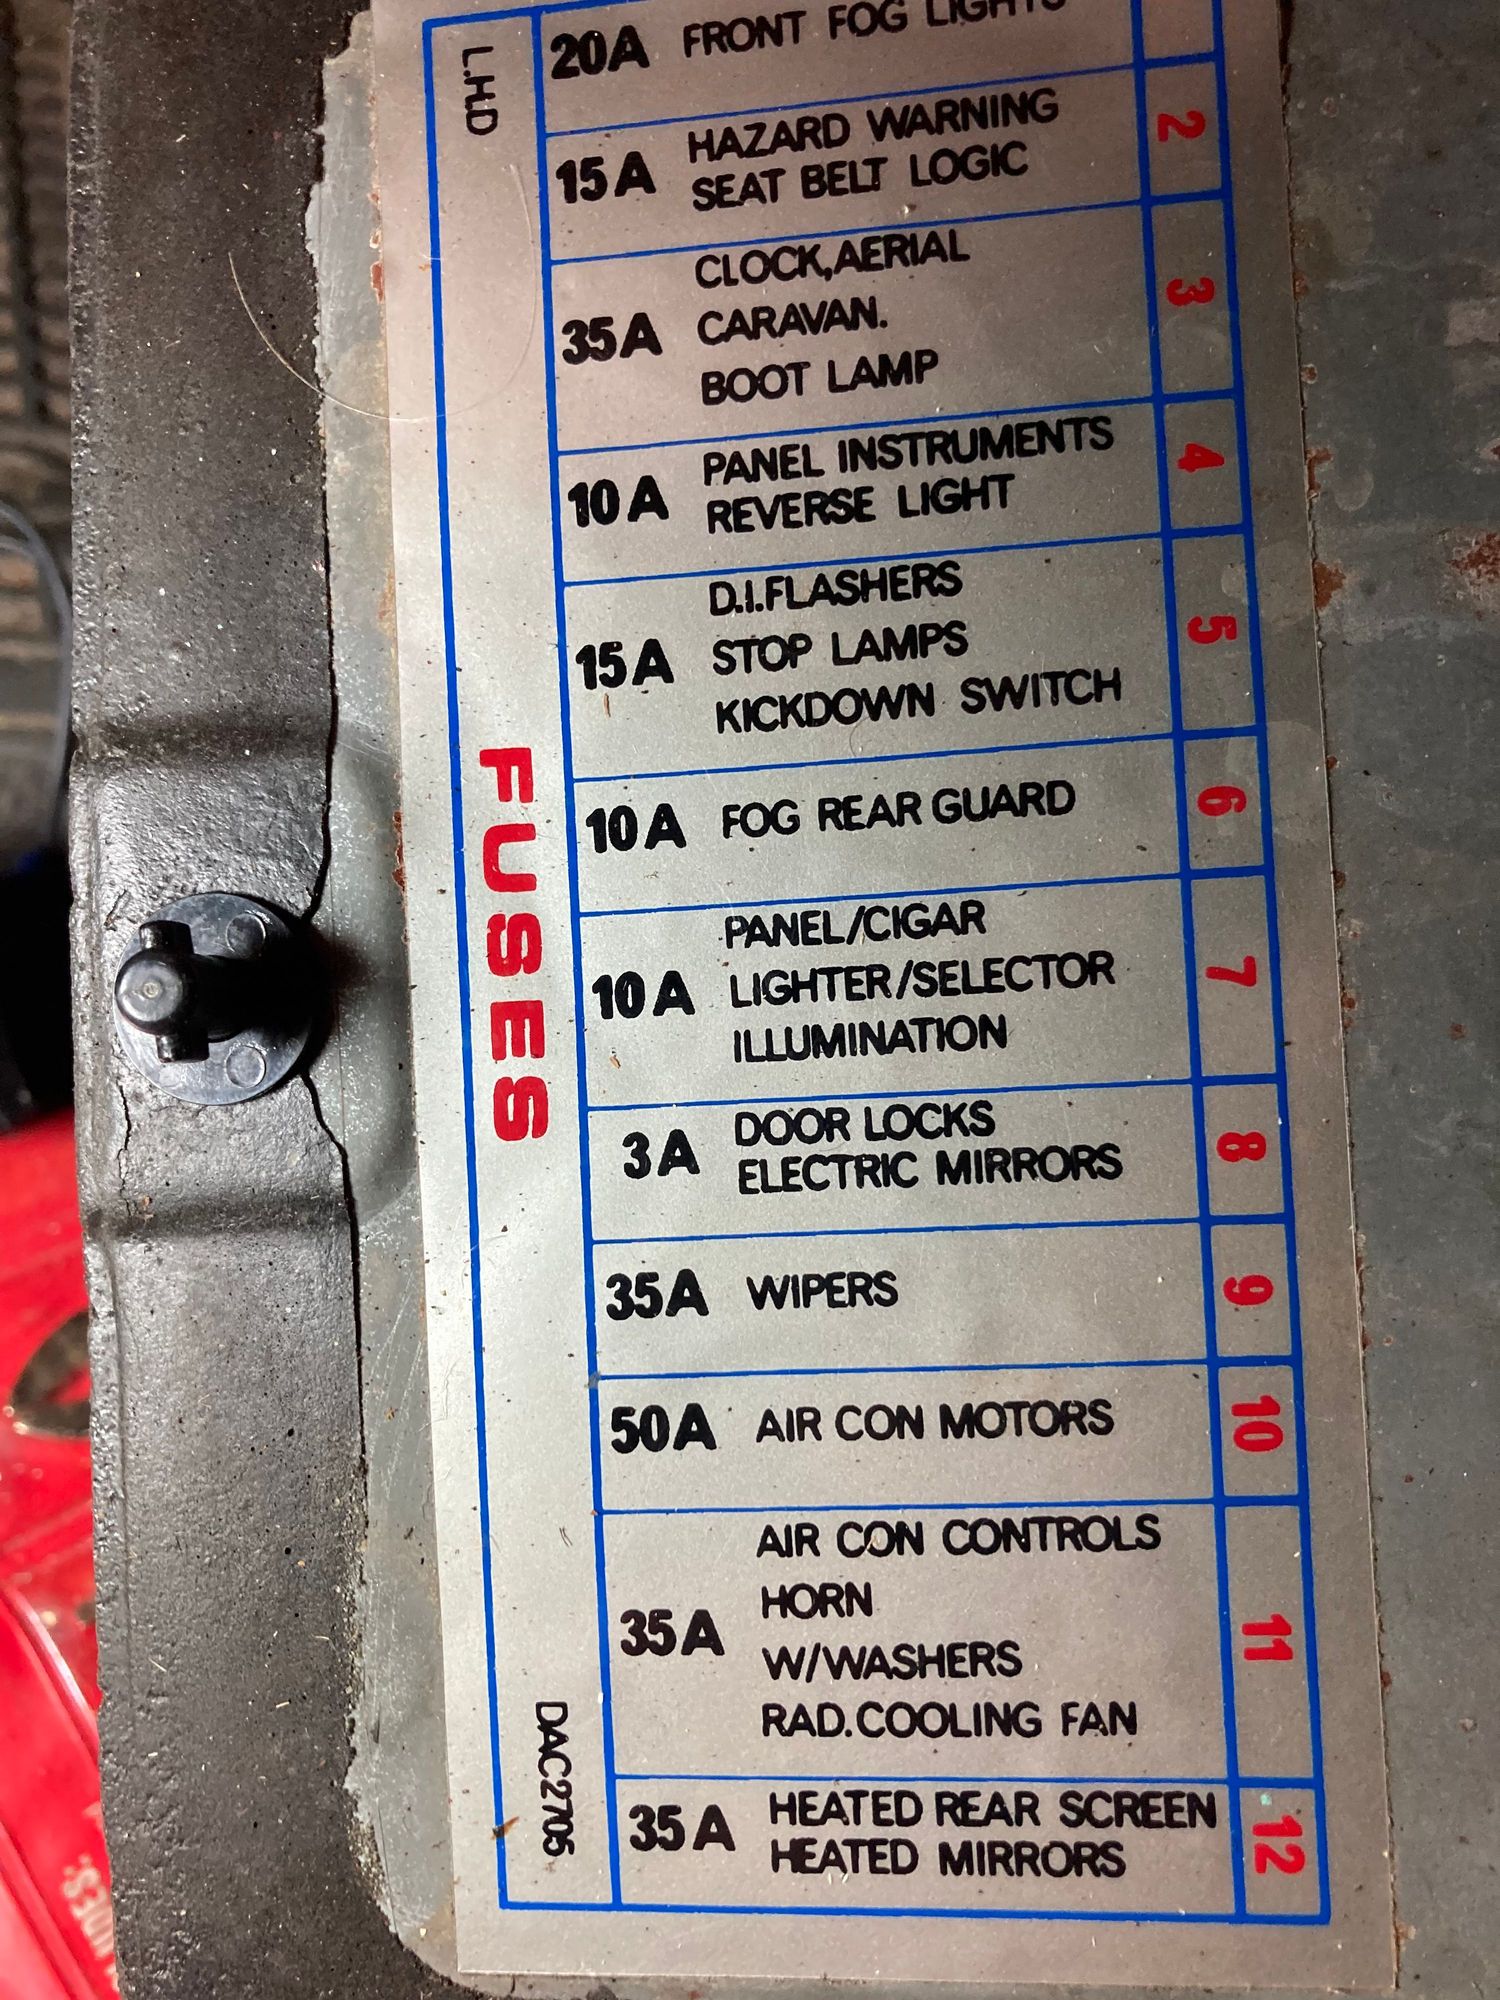 L.H.D
20A FRONT FOG LIGHTS
2
15A HAZARD WARNING
SEAT BELT LOGIC
3
CLOCK,AERIAL
35A CARAVAN.
BOOT LAMP
4
10A PANEL INSTRUMENTS
REVERSE LIGHT
5
D.I.FLASHERS
15A STOP LAMPS
KICKDOWN SWITCH
6
10A FOG REAR GUARD
7
PANEL/CIGAR
10A LIGHTER/SELECTOR
ILLUMINATION
8
3A DOOR LOCKS
ELECTRIC MIRRORS
9
35A WIPERS
10
50A AIR CON MOTORS
11
AIR CON CONTROLS
35A HORN
W/WASHERS
RAD.COOLING FAN
12
35A HEATED REAR SCREEN
HEATED MIRRORS
FUSES
DAC2705